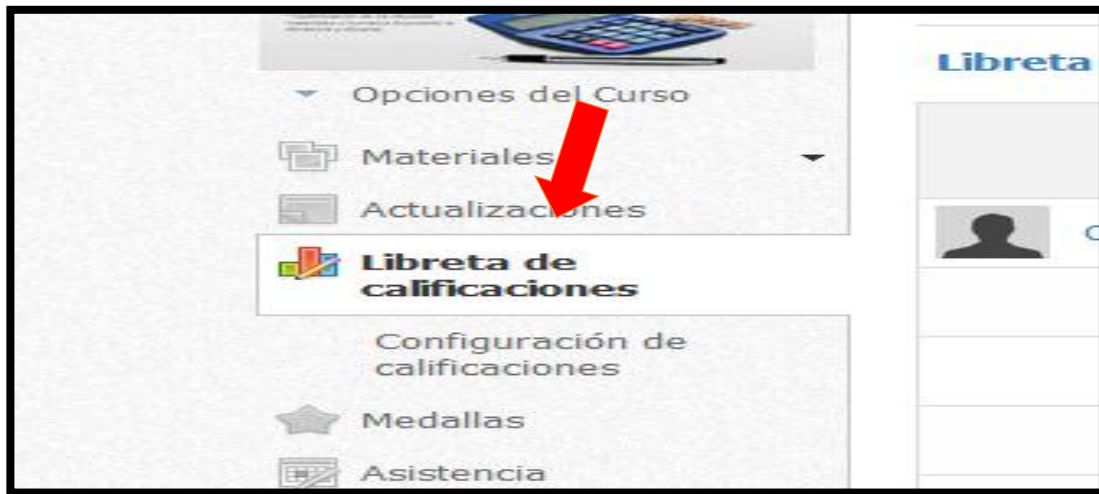 Opciones del Curso
Materiales
Actualizaciones
Libreta de
calificaciones
Configuración de
calificaciones
Medallas
Asistencia
Libreta